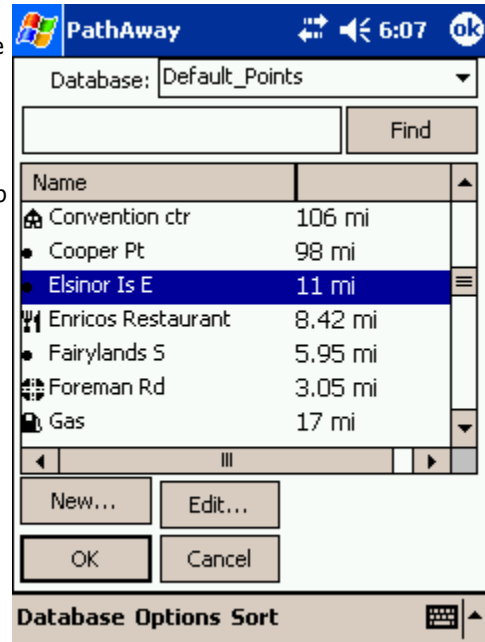 e
PathAway 6:07 ok
Database: Default_Points
Find
o
Name
Convention ctr 106 mi
Cooper Pt 98 mi
Elsinor Is E 11 mi
Enricos Restaurant 8.42 mi
Fairylands S 5.95 mi
Foreman Rd 3.05 mi
Gas 17 mi
New... Edit...
OK Cancel
Database Options Sort